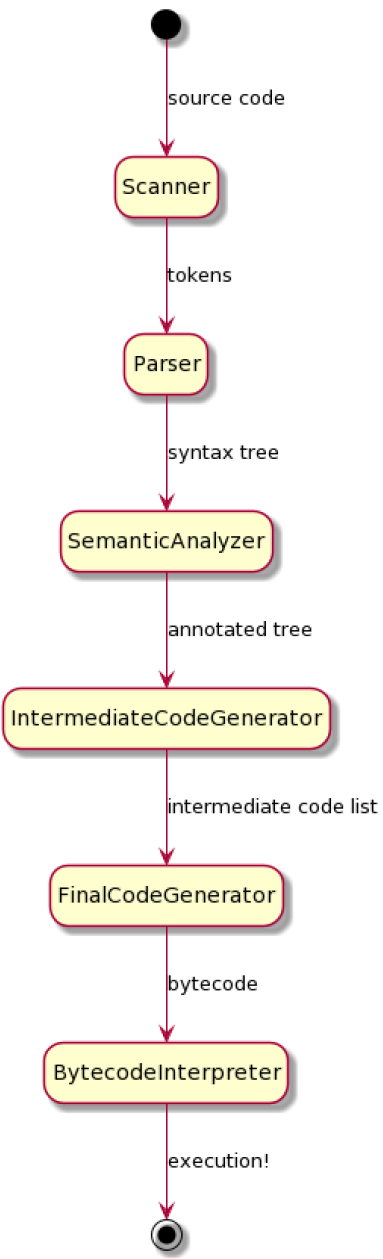 source code
Scanner
tokens
Parser
syntax tree
SemanticAnalyzer
annotated tree
IntermediateCodeGenerator
intermediate code list
FinalCodeGenerator
bytecode
BytecodeInterpreter
execution!